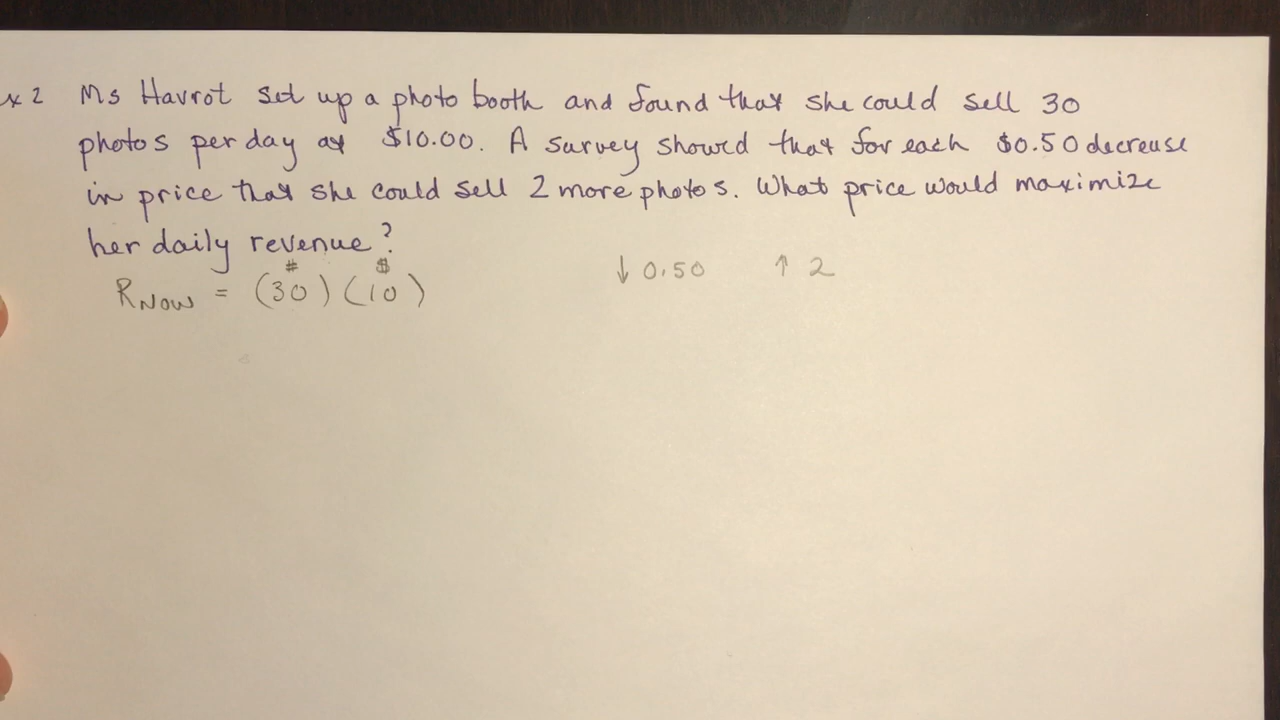 x 2 Ms Havrot set up a photo booth and found that she could sell 30
photos per day at $10.00. A survey showed that for each $0.50 decrease
in price that she could sell 2 more photos. What price would maximize
her daily revenue?
# $
R NOW = (30)(10) ↓ 0.50 ↑ 2